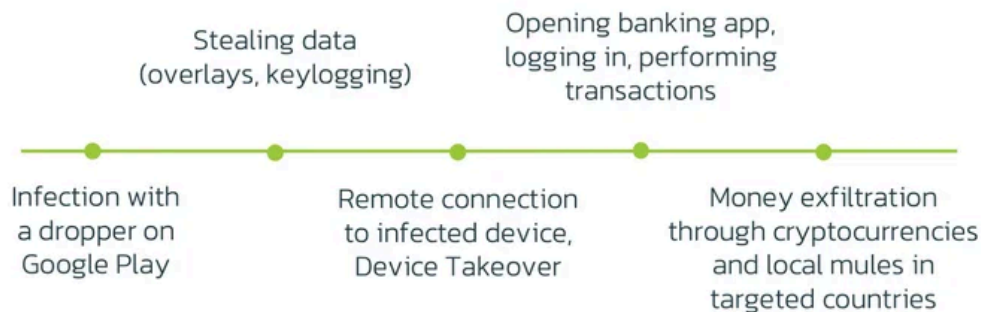 Infection with
a dropper on
Google Play
Stealing data
(overlays, keylogging)
Remote connection
to infected device,
Device Takeover
Opening banking app,
logging in, performing
transactions
Money exfiltration
through cryptocurrencies
and local mules in
targeted countries